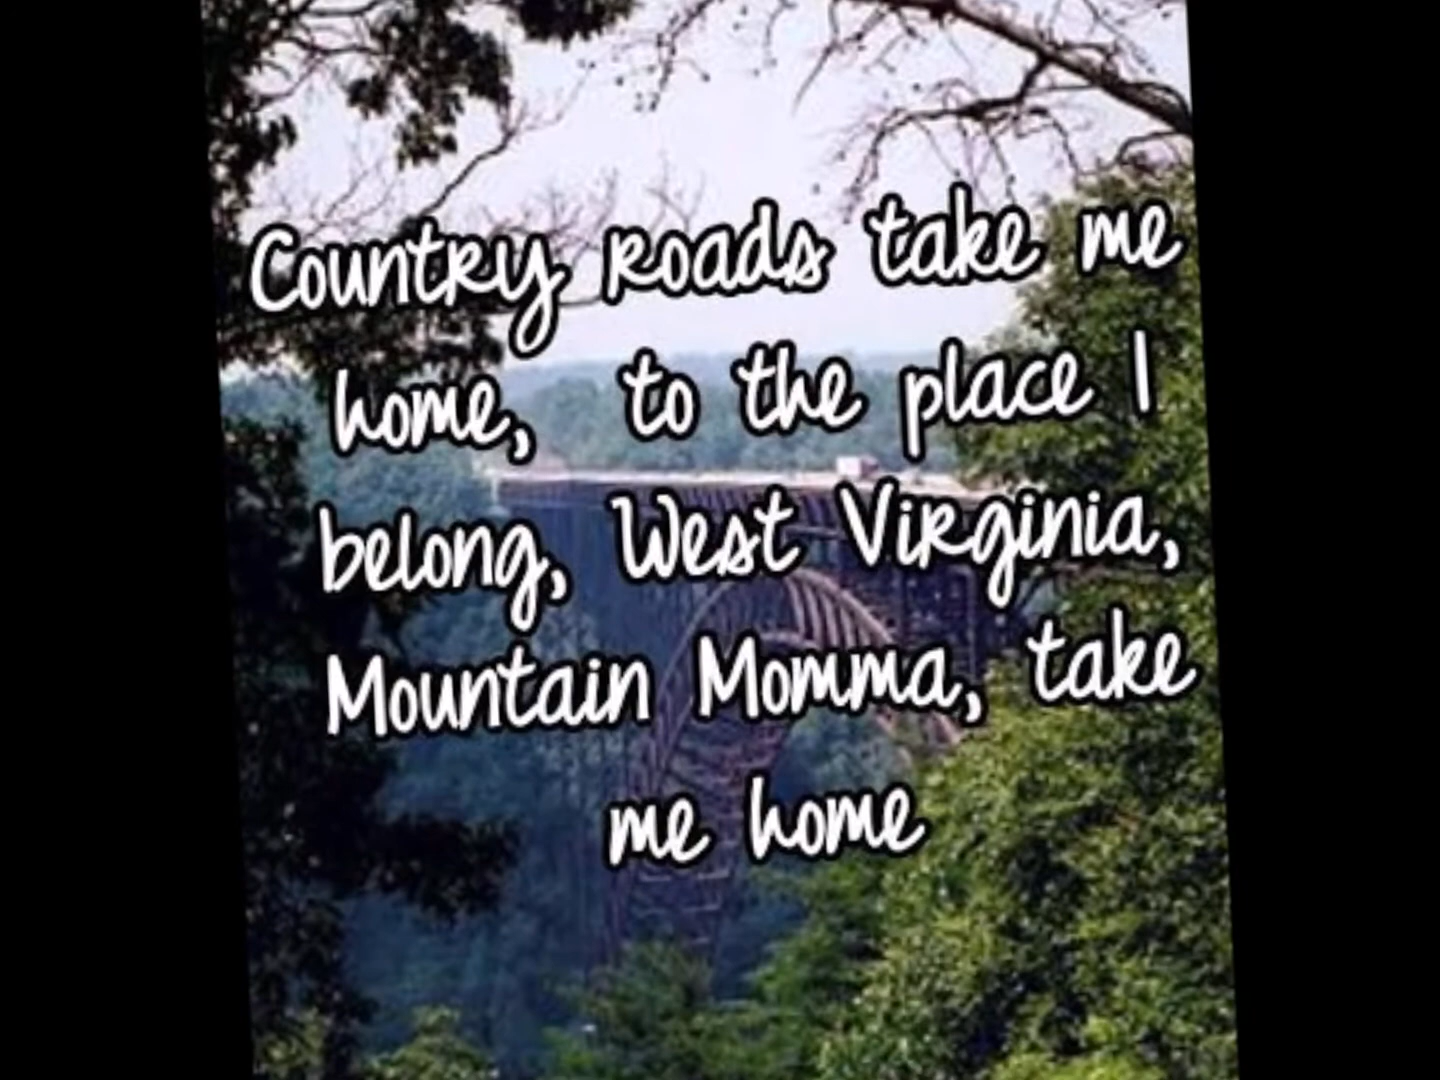 Country roads take me
home, to the place I
belong, West Virginia,
Mountain Momma, take
me home